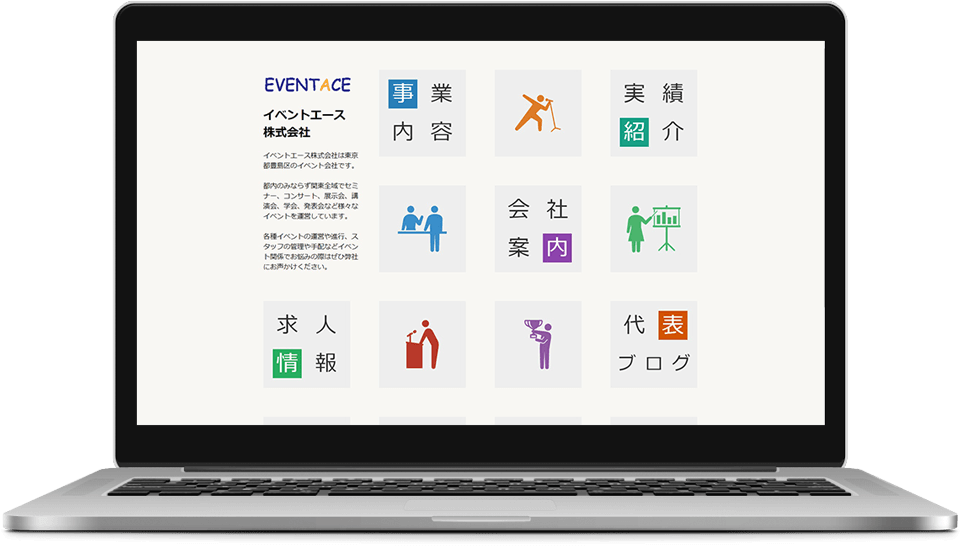 EVENTACE
イベントエース
株式会社
イベントエース株式会社は東京
都豊島区のイベント会社です。
都内のみならず関東全域でセミ
ナー、コンサート、展示会、講
演会、学会、発表会など様々な
イベントを運営しています。
各種イベントの運営や進行、ス
タッフの管理や手配などイベン
ト関係でお悩みの際はぜひ弊社
にお声かけください。
事業
内容
実績
紹介
会社
案内
求人
情報
代表
ブログ